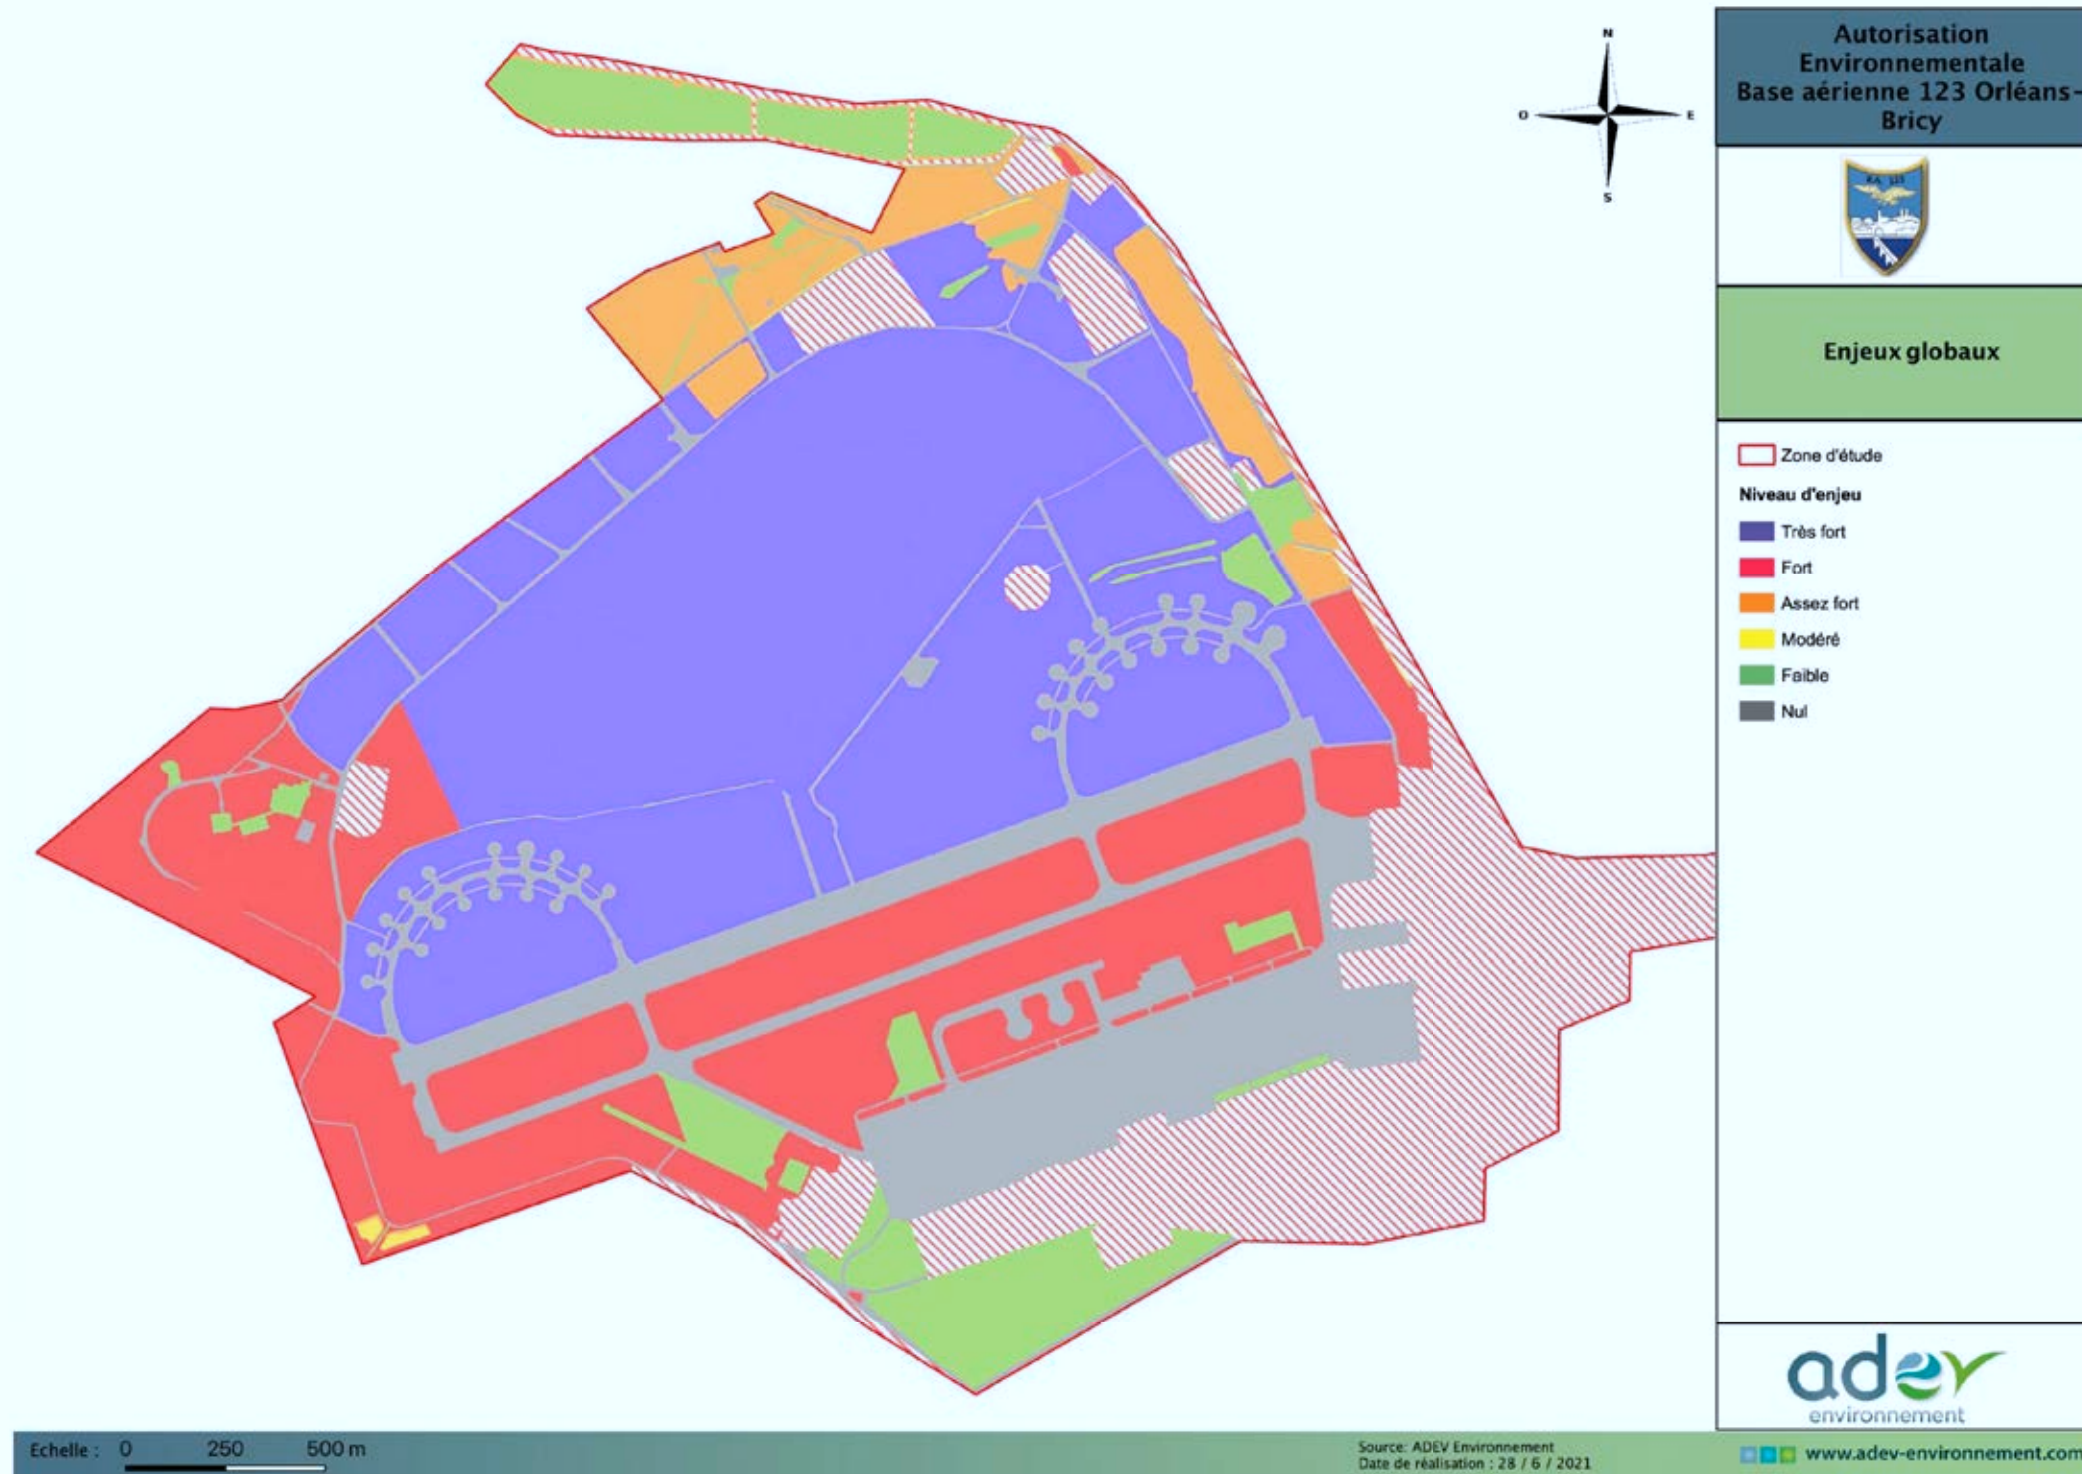 Autorisation
Environnementale
Base aérienne 123 Orléans-
Bricy
N
O
E
S
Enjeux globaux
Zone d'étude
Niveau d'enjeu
Très fort
Fort
Assez fort
Modéré
Faible
Nul
adev
environnement
Echelle : 0 250 500 m
Source: ADEV Environnement
Date de réalisation : 28 / 6 / 2021
www.adev-environnement.com